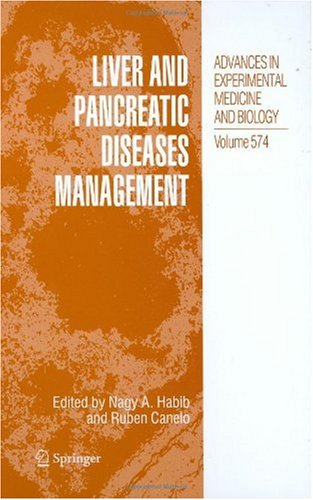 LIVER AND
PANCREATIC
DISEASES
MANAGEMENT
ADVANCES IN
EXPERIMENTAL
MEDICINE
AND BIOLOGY
Volume 574
Edited by Nagy A. Habib
and Ruben Canelo
Springer